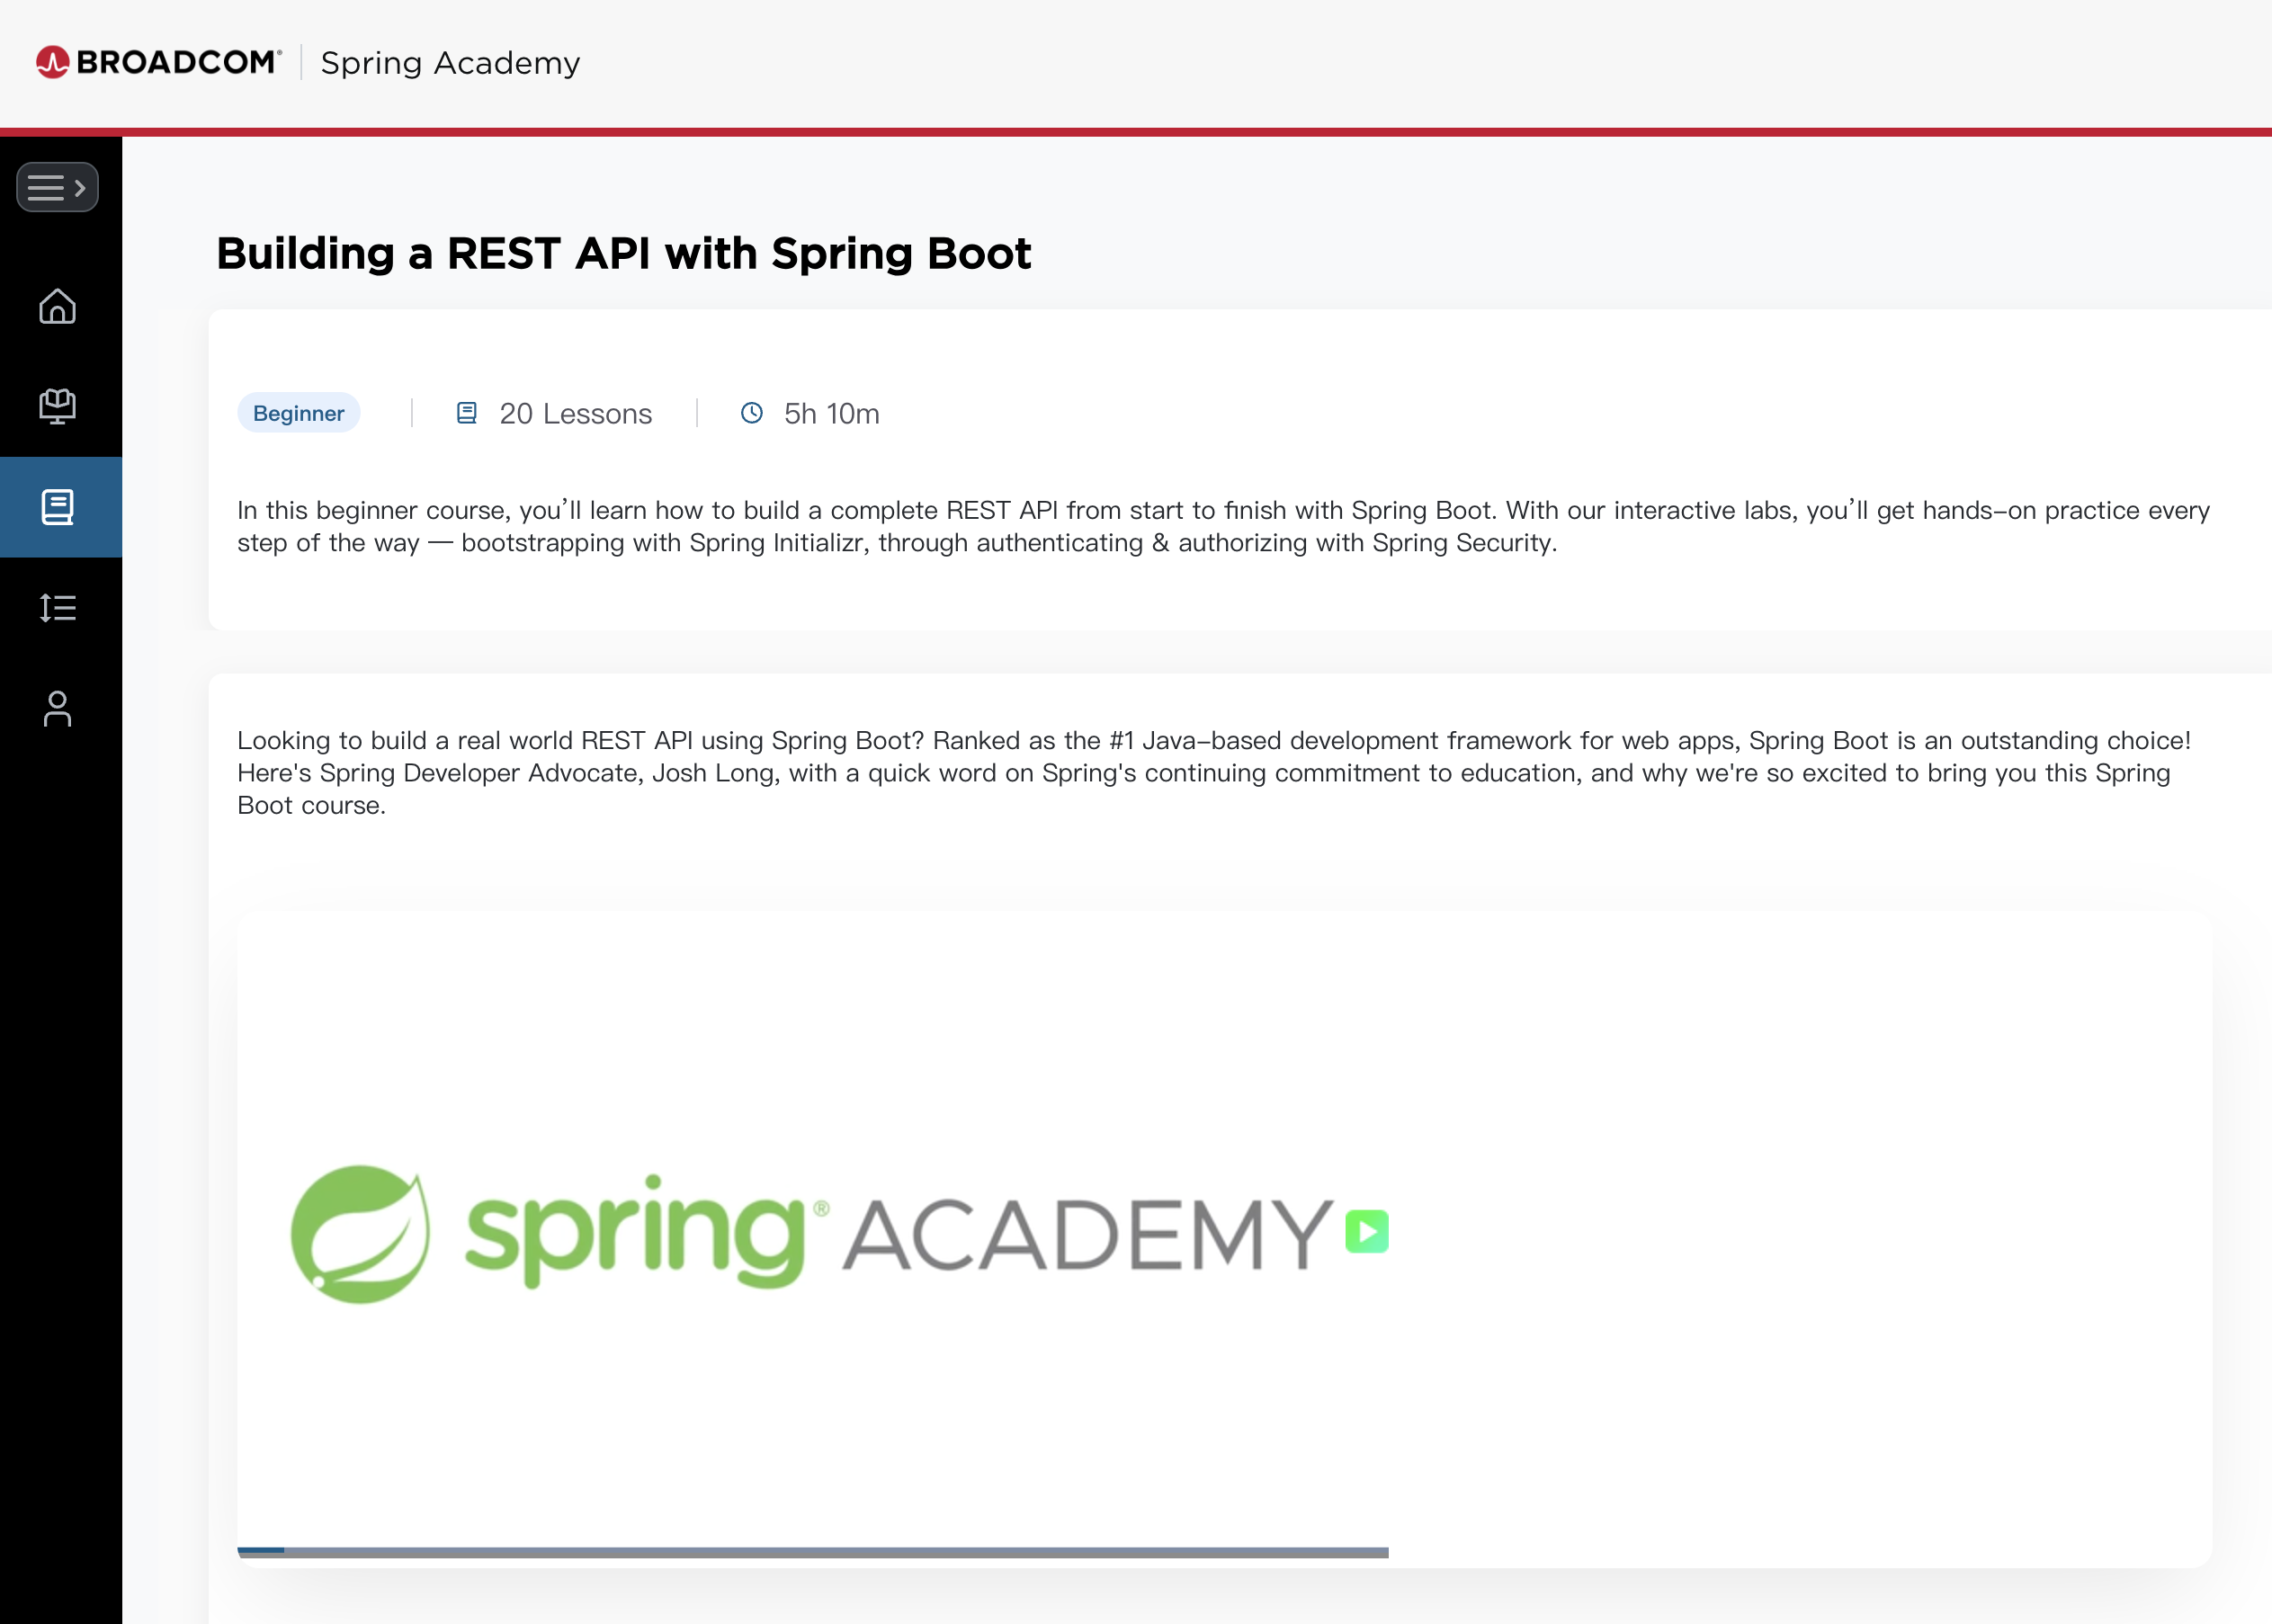 BROADCOM® Spring Academy
Building a REST API with Spring Boot
Beginner 20 Lessons 5h 10m
In this beginner course, you’ll learn how to build a complete REST API from start to finish with Spring Boot. With our interactive labs, you’ll get hands-on practice every
step of the way — bootstrapping with Spring Initializr, through authenticating & authorizing with Spring Security.
Looking to build a real world REST API using Spring Boot? Ranked as the #1 Java-based development framework for web apps, Spring Boot is an outstanding choice!
Here's Spring Developer Advocate, Josh Long, with a quick word on Spring's continuing commitment to education, and why we're so excited to bring you this Spring
Boot course.
spring® ACADEMY